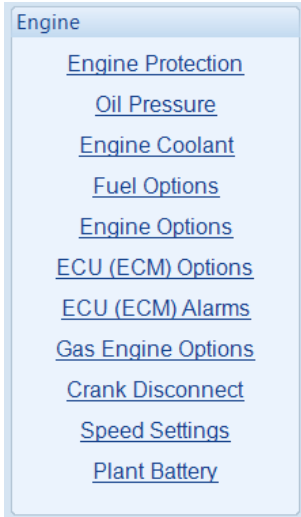 Engine
Engine Protection
Oil Pressure
Engine Coolant
Fuel Options
Engine Options
ECU (ECM) Options
ECU (ECM) Alarms
Gas Engine Options
Crank Disconnect
Speed Settings
Plant Battery